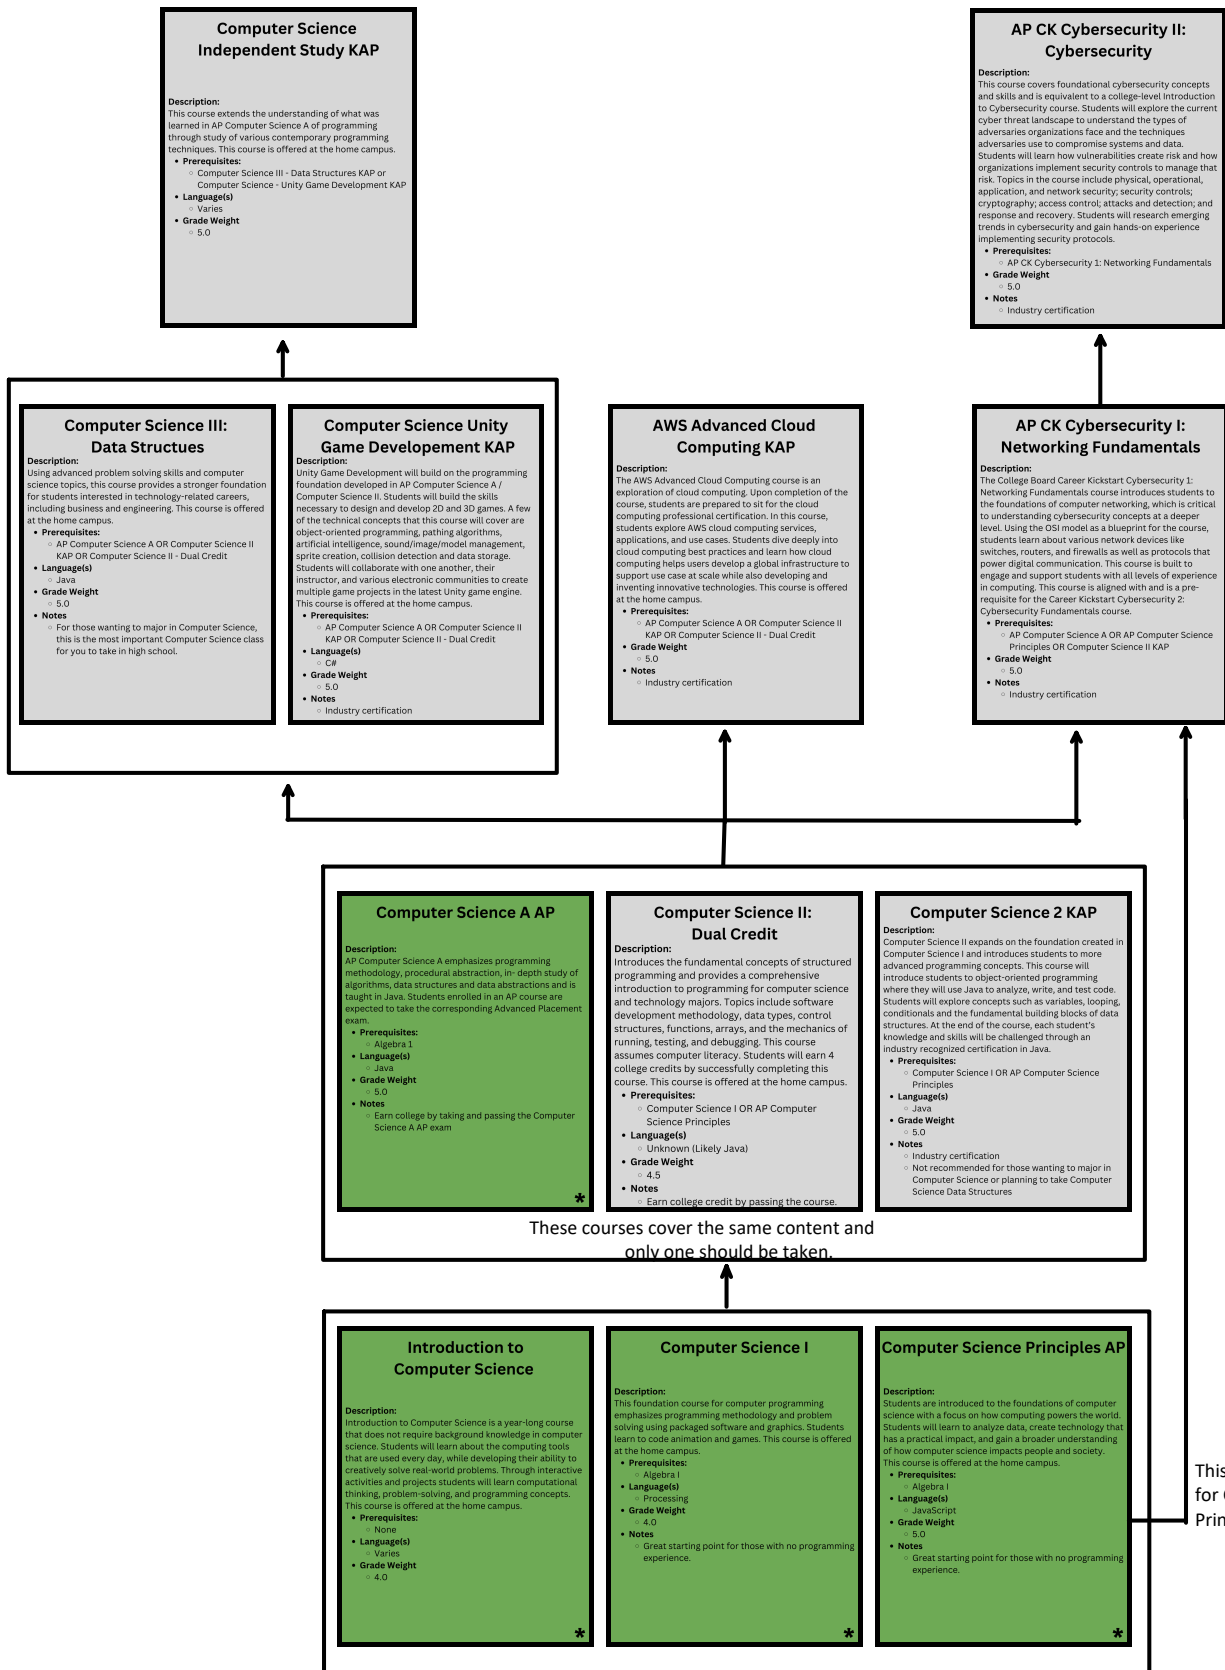 Computer Science
Independent Study KAP
Description:
This course extends the understanding of what was
learned in AP Computer Science A of programming
through study of various contemporary programming
techniques. This course is offered at the home campus.
Prerequisites:
Computer Science III - Data Structures KAP or
Computer Science - Unity Game Development KAP
Language(s)
Varies
Grade Weight
5.0
AP CK Cybersecurity II:
Cybersecurity
Description:
This course covers foundational cybersecurity concepts
and skills and is equivalent to a college-level Introduction
to Cybersecurity course. Students will explore the current
cyber threat landscape to understand the types of
adversaries organizations face and the techniques
adversaries use to compromise systems and data.
Students will learn how vulnerabilities create risk and how
organizations implement security controls to manage that
risk. Topics in the course include physical, operational,
application, and network security; security controls;
cryptography; access control; attacks and detection; and
response and recovery. Students will research emerging
trends in cybersecurity and gain hands-on experience
implementing security protocols.
Prerequisites:
AP CK Cybersecurity 1: Networking Fundamentals
Grade Weight
5.0
Notes
Industry certification
Computer Science III:
Data Structues
Description:
Using advanced problem solving skills and computer
science topics, this course provides a stronger foundation
for students interested in technology-related careers,
including business and engineering. This course is offered
at the home campus.
Prerequisites:
AP Computer Science A OR Computer Science II
KAP OR Computer Science II - Dual Credit
Language(s)
Java
Grade Weight
5.0
Notes
For those wanting to major in Computer Science,
this is the most important Computer Science class
for you to take in high school.
Computer Science Unity
Game Developement KAP
Description:
Unity Game Development will build on the programming
foundation developed in AP Computer Science A /
Computer Science II. Students will build the skills
necessary to design and develop 2D and 3D games. A few
of the technical concepts that this course will cover are
object-oriented programming, pathing algorithms,
artificial intelligence, sound/image/model management,
sprite creation, collision detection and data storage.
Students will collaborate with one another, their
instructor, and various electronic communities to create
multiple game projects in the latest Unity game engine.
This course is offered at the home campus.
Prerequisites:
AP Computer Science A OR Computer Science II
KAP OR Computer Science II - Dual Credit
Language(s)
C#
Grade Weight
5.0
Notes
Industry certification
AWS Advanced Cloud
Computing KAP
Description:
The AWS Advanced Cloud Computing course is an
exploration of cloud computing. Upon completion of the
course, students are prepared to sit for the cloud
computing professional certification. In this course,
students explore AWS cloud computing services,
applications, and use cases. Students dive deeply into
cloud computing best practices and learn how cloud
computing helps users develop a global infrastructure to
support use case at scale while also developing and
inventing innovative technologies. This course is offered
at the home campus.
Prerequisites:
AP Computer Science A OR Computer Science II
KAP OR Computer Science II - Dual Credit
Grade Weight
5.0
Notes
Industry certification
AP CK Cybersecurity I:
Networking Fundamentals
Description:
The College Board Career Kickstart Cybersecurity 1:
Networking Fundamentals course introduces students to
the foundations of computer networking, which is critical
to understanding cybersecurity concepts at a deeper
level. Using the OSI model as a blueprint for the course,
students learn about various network devices like
switches, routers, and firewalls as well as protocols that
power digital communication. This course is built to
engage and support students with all levels of experience
in computing. This course is aligned with and is a pre-
requisite for the Career Kickstart Cybersecurity 2:
Cybersecurity Fundamentals course.
Prerequisites:
AP Computer Science A OR AP Computer Science
Principles OR Computer Science II KAP
Grade Weight
5.0
Notes
Industry certification
Computer Science A AP
Description:
AP Computer Science A emphasizes programming
methodology, procedural abstraction, in- depth study of
algorithms, data structures and data abstractions and is
taught in Java. Students enrolled in an AP course are
expected to take the corresponding Advanced Placement
exam.
Prerequisites:
Algebra 1
Language(s)
Java
Grade Weight
5.0
Notes
Earn college by taking and passing the Computer
Science A AP exam
*
Computer Science II:
Dual Credit
Description:
Introduces the fundamental concepts of structured
programming and provides a comprehensive
introduction to programming for computer science
and technology majors. Topics include software
development methodology, data types, control
structures, functions, arrays, and the mechanics of
running, testing, and debugging. This course
assumes computer literacy. Students will earn 4
college credits by successfully completing this
course. This course is offered at the home campus.
Prerequisites:
Computer Science I OR AP Computer
Science Principles
Language(s)
Unknown (Likely Java)
Grade Weight
4.5
Notes
Earn college credit by passing the course.
Computer Science 2 KAP
Description:
Computer Science II expands on the foundation created in
Computer Science I and introduces students to more
advanced programming concepts. This course will
introduce students to object-oriented programming
where they will use Java to analyze, write, and test code.
Students will explore concepts such as variables, looping,
conditionals and the fundamental building blocks of data
structures. At the end of the course, each student's
knowledge and skills will be challenged through an
industry recognized certification in Java.
Prerequisites:
Computer Science I OR AP Computer Science
Principles
Language(s)
Java
Grade Weight
5.0
Notes
Industry certification
Not recommended for those wanting to major in
Computer Science or planning to take Computer
Science Data Structures
These courses cover the same content and
only one should be taken.
Introduction to
Computer Science
Description:
Introduction to Computer Science is a year-long course
that does not require background knowledge in computer
science. Students will learn about the computing tools
that are used every day, while developing their ability to
creatively solve real-world problems. Through interactive
activities and projects students will learn computational
thinking, problem-solving, and programming concepts.
This course is offered at the home campus.
Prerequisites:
None
Language(s)
Varies
Grade Weight
4.0
*
Computer Science I
Description:
This foundation course for computer programming
emphasizes programming methodology and problem
solving using packaged software and graphics. Students
learn to code animation and games. This course is offered
at the home campus.
Prerequisites:
Algebra I
Language(s)
Processing
Grade Weight
4.0
Notes
Great starting point for those with no programming
experience.
*
Computer Science Principles AP
Description:
Students are introduced to the foundations of computer
science with a focus on how computing powers the world.
Students will learn to analyze data, create technology that
has a practical impact, and gain a broader understanding
of how computer science impacts people and society.
This course is offered at the home campus.
Prerequisites:
Algebra I
Language(s)
JavaScript
Grade Weight
5.0
Notes
Great starting point for those with no programming
experience.
*
This
for